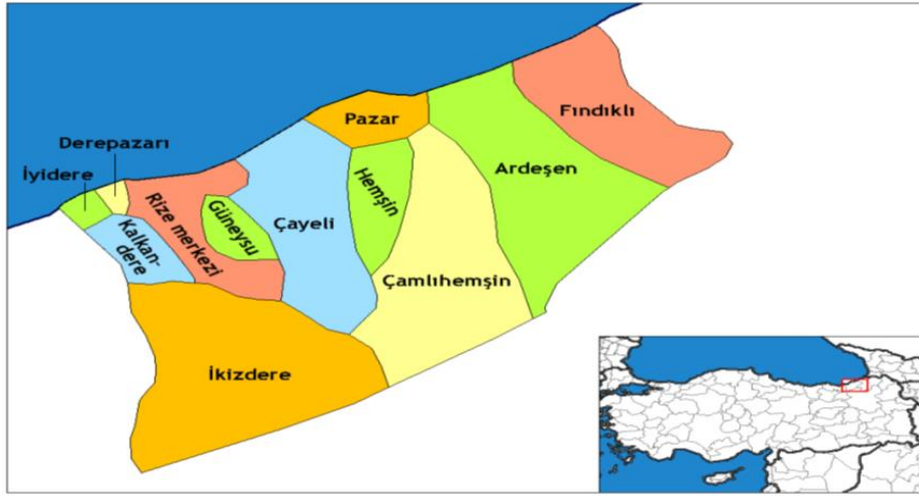 Fındıklı
Pazar
Derepazarı
Ardeşen
İyidere
Hemşin
Rize merkezi
Güneysu
Çayeli
Kalkan-
dere
Çamlıhemşin
İkizdere